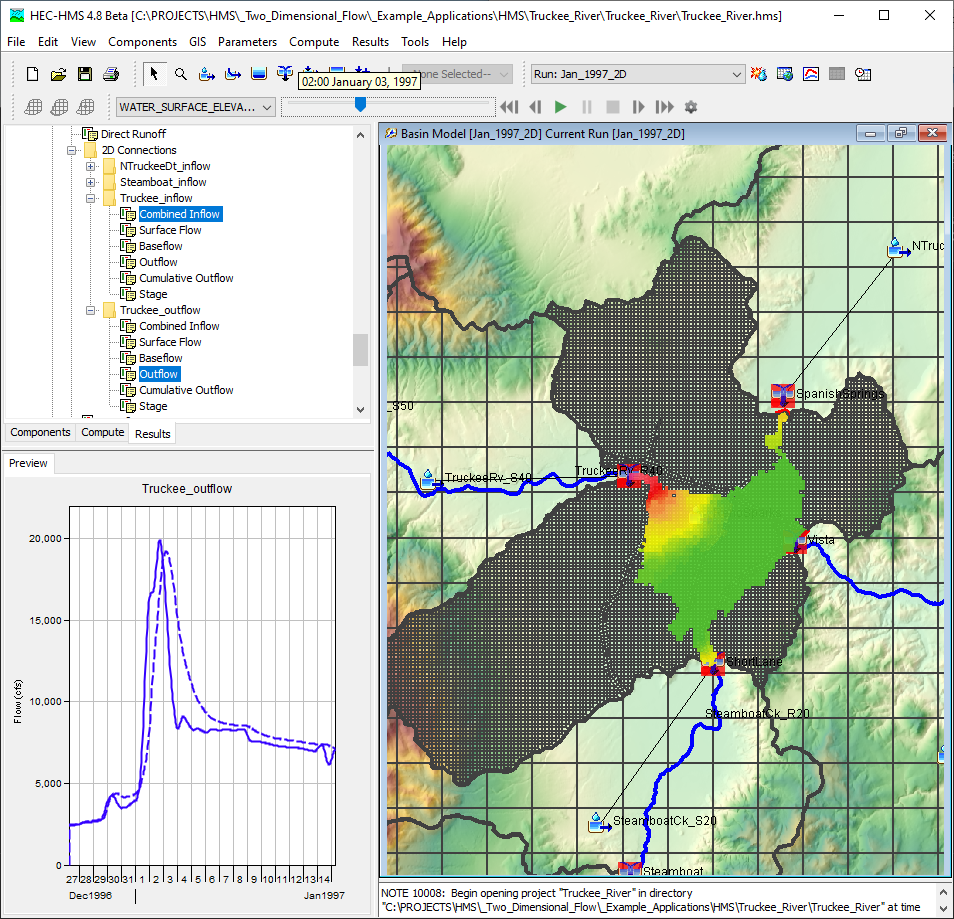 HEC-HMS 4.8 Beta [C:\PROJECTS\HMS\_Two_Dimensional_Flow\_Example_Applications\HMS\Truckee_River\Truckee_River\Truckee_River.hms]
File Edit View Components GIS Parameters Compute Results Tools Help
02:00 January 03, 1997
None Selected--
Run: Jan_1997_2D
WATER_SURFACE_ELEVA...
Direct Runoff
2D Connections
NTruckeeDt_inflow
Steamboat_inflow
Truckee_inflow
Combined Inflow
Surface Flow
Baseflow
Outflow
Cumulative Outflow
Stage
Truckee_outflow
Combined Inflow
Surface Flow
Baseflow
Outflow
Cumulative Outflow
Stage
Components Compute Results
Preview
Truckee_outflow
Flow (cfs)
20,000
15,000
10,000
5,000
0
27 28 29 30 31 1 2 3 4 5 6 7 8 9 10 11 12 13 14
Dec1996 Jan1997
Basin Model [Jan_1997_2D] Current Run [Jan_1997_2D]
NTruc
SpanishSprings
_S50
TruckeeRv_S40
TruckeeRv_R40
Vista
ShortLane
SteamboatCk_R20
SteamboatCk_S20
Steamboat
NOTE 10008: Begin opening project "Truckee_River" in directory
"C:\PROJECTS\HMS\_Two_Dimensional_Flow\_Example_Applications\HMS\Truckee_River\Truckee_River" at time